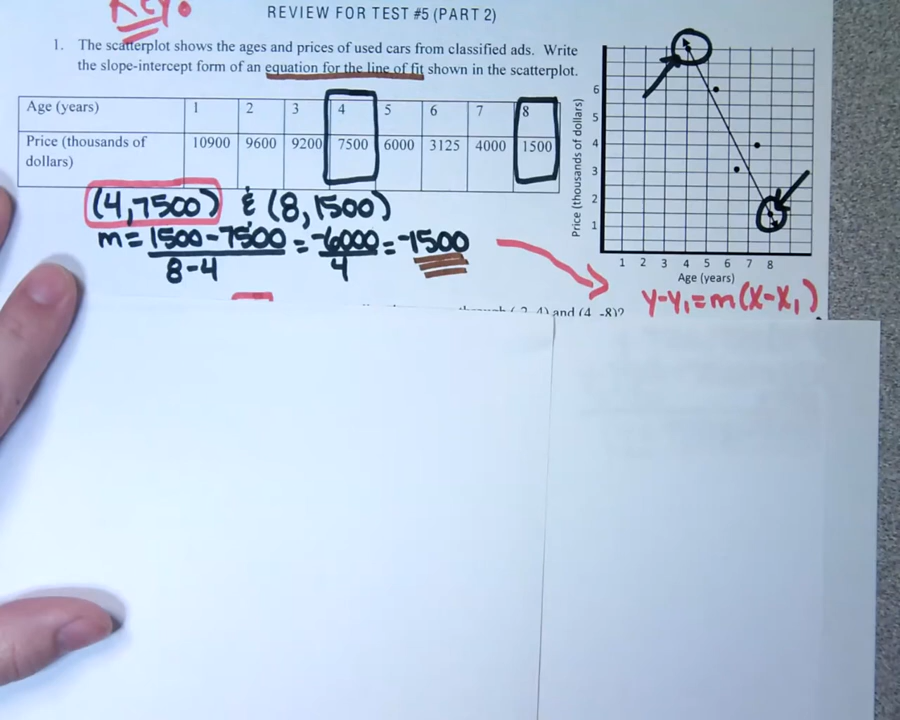 KEY.
REVIEW FOR TEST #5 (PART 2)
1. The scatterplot shows the ages and prices of used cars from classified ads. Write
the slope-intercept form of an equation for the line of fit shown in the scatterplot.
Age (years) 1 2 3 4 5 6 7 8
Price (thousands of dollars) 10900 9600 9200 7500 6000 3125 4000 1500
(4,7500) & (8,1500)
m = 1500-7500 / 8-4 = -6000 / 4 = -1500
Price (thousands of dollars)
6
5
4
3
2
1
1 2 3 4 5 6 7 8
Age (years)
y-y₁=m(x-x₁)
and (4, -8)?